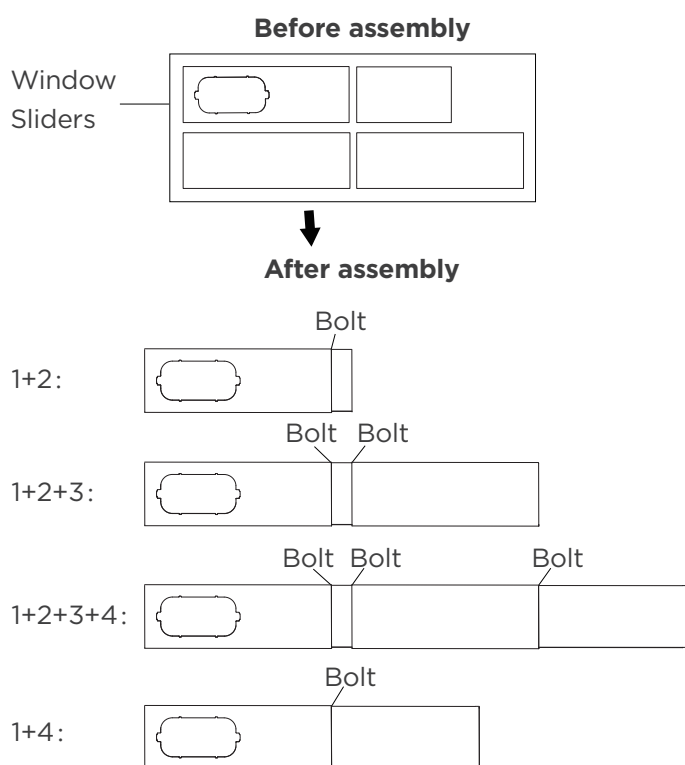 Before assembly
Window
Sliders
After assembly
Bolt
1+2:
Bolt Bolt
1+2+3:
Bolt Bolt Bolt
1+2+3+4:
Bolt
1+4: